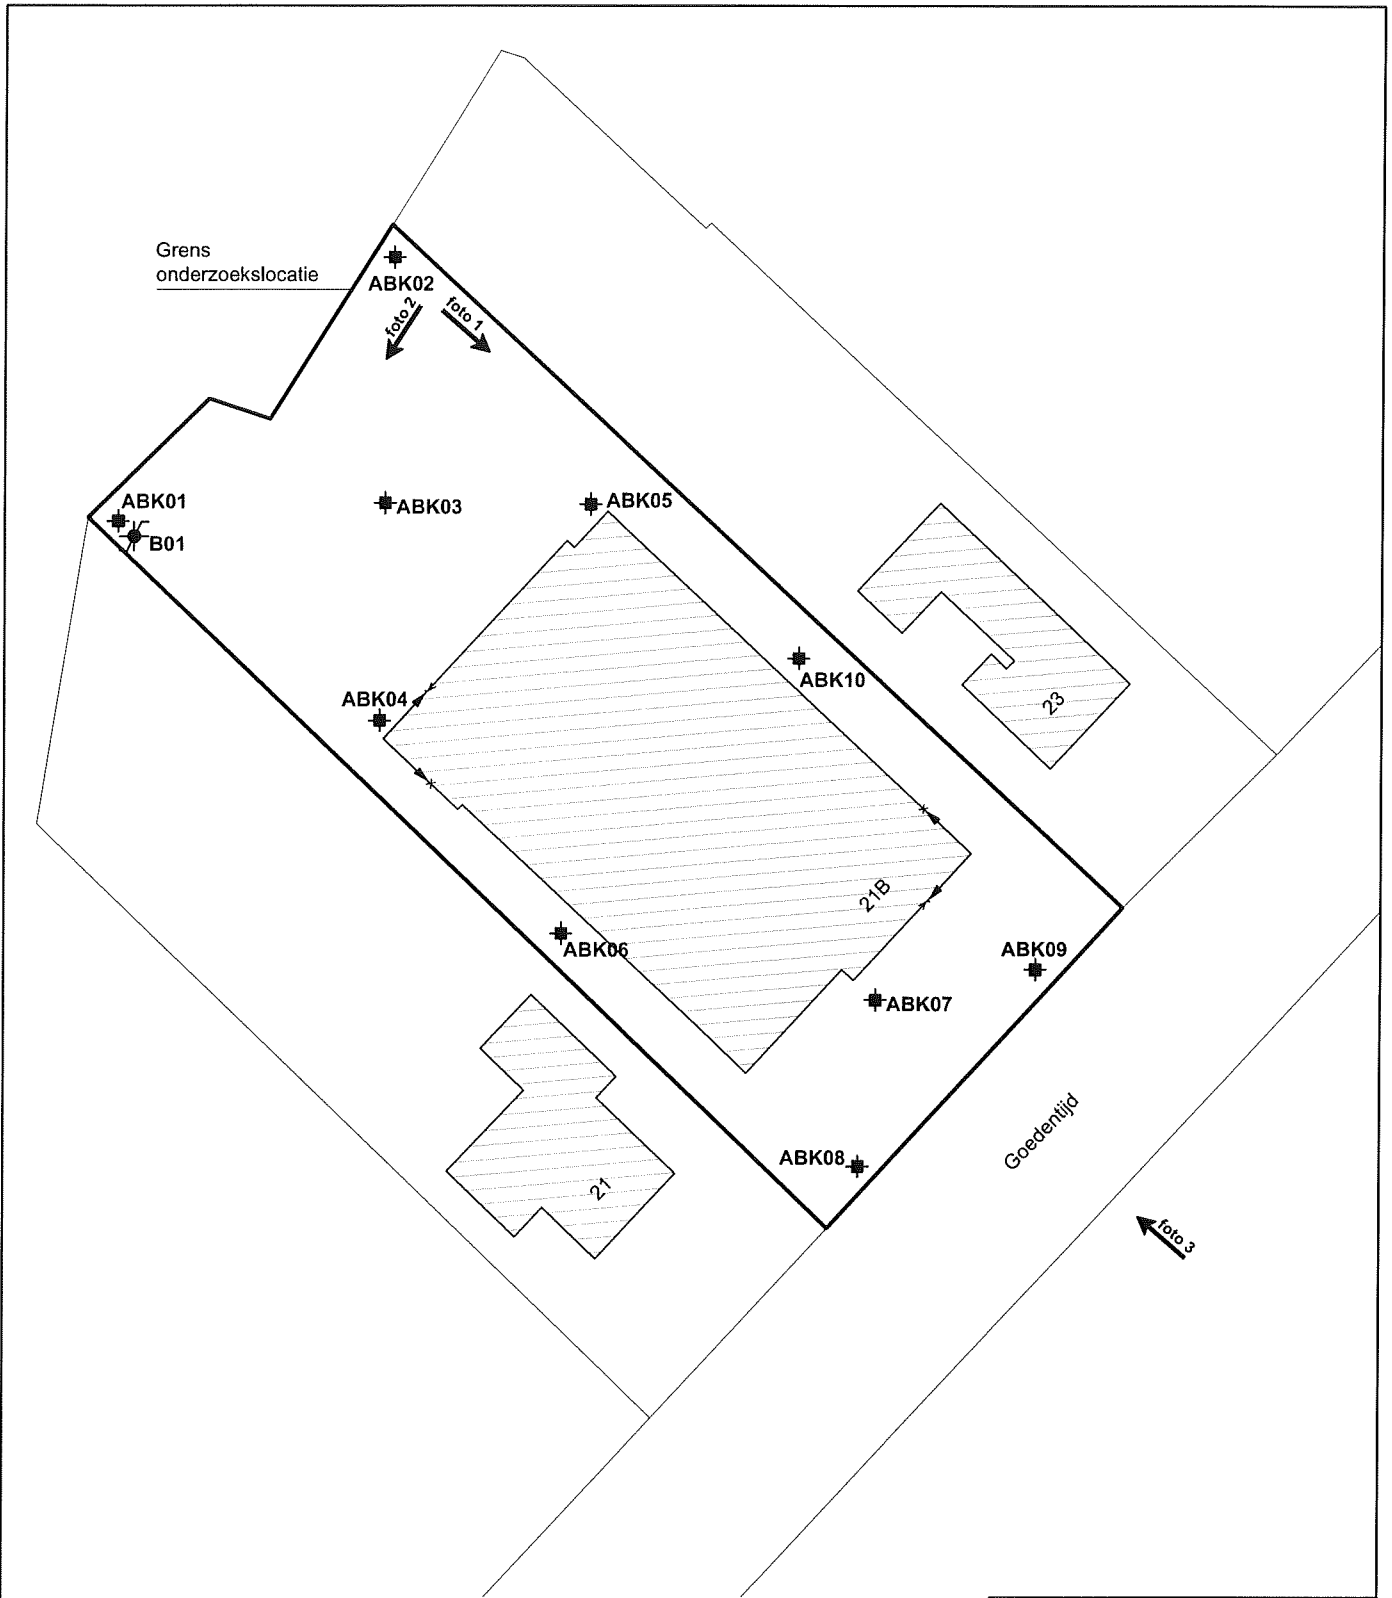 Grens
onderzoekslocatie
ABK02
foto 2
foto 1
ABK01
B01
ABK03
ABK05
ABK04
ABK10
23
21B
ABK06
ABK09
ABK07
Goedentijd
ABK08
21
foto 3